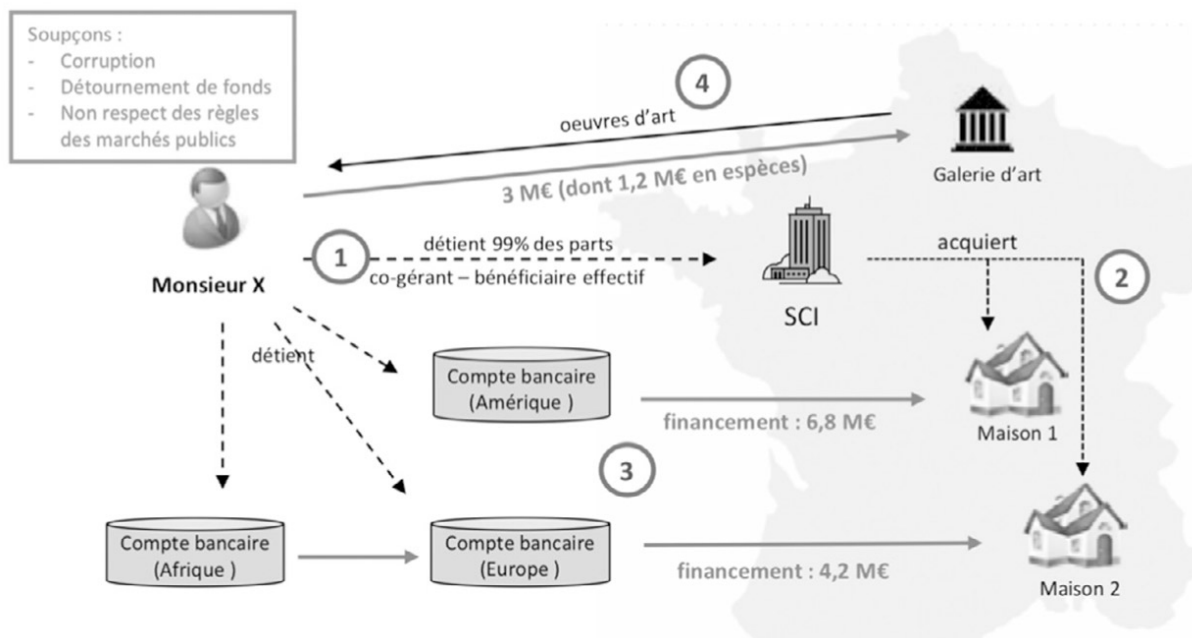 Soupçons :
- Corruption
- Détournement de fonds
- Non respect des règles
des marchés publics
4
oeuvres d'art
3 M€ (dont 1,2 M€ en espèces)
Galerie d'art
Monsieur X
1
détient 99% des parts
co-gérant – bénéficiaire effectif
SCI
acquiert
2
détient
Compte bancaire
(Amérique )
financement : 6,8 M€
Maison 1
3
Compte bancaire
(Afrique )
Compte bancaire
(Europe )
financement : 4,2 M€
Maison 2